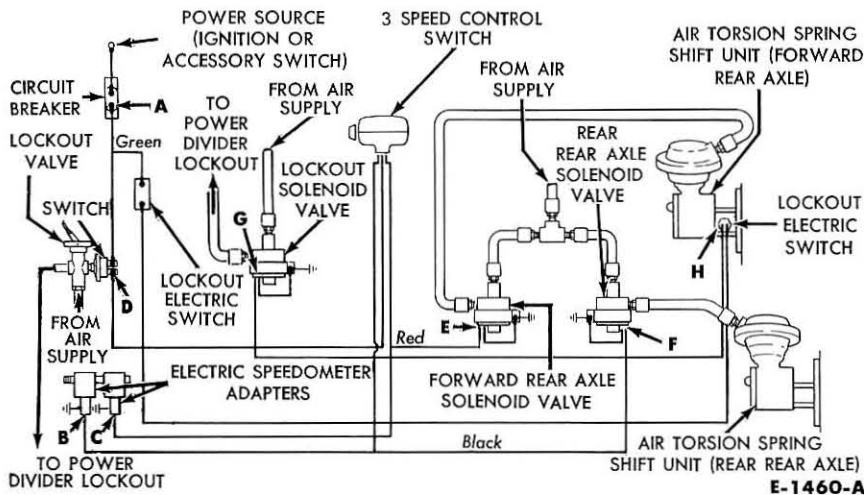 POWER SOURCE
(IGNITION OR
ACCESSORY SWITCH)
3 SPEED CONTROL
SWITCH
AIR TORSION SPRING
SHIFT UNIT (FORWARD
REAR AXLE)
CIRCUIT
BREAKER
A
FROM AIR
SUPPLY
FROM AIR
SUPPLY
TO
POWER
DIVIDER
LOCKOUT
Green
LOCKOUT
VALVE
LOCKOUT
SOLENOID
VALVE
REAR
REAR AXLE
SOLENOID
VALVE
SWITCH
G
LOCKOUT
ELECTRIC
SWITCH
H
LOCKOUT
ELECTRIC
SWITCH
D
FROM
AIR
SUPPLY
Red
E
F
ELECTRIC SPEEDOMETER
ADAPTERS
FORWARD REAR AXLE
SOLENOID VALVE
B
C
Black
TO POWER
DIVIDER LOCKOUT
AIR TORSION SPRING
SHIFT UNIT (REAR REAR AXLE)
E-1460-A